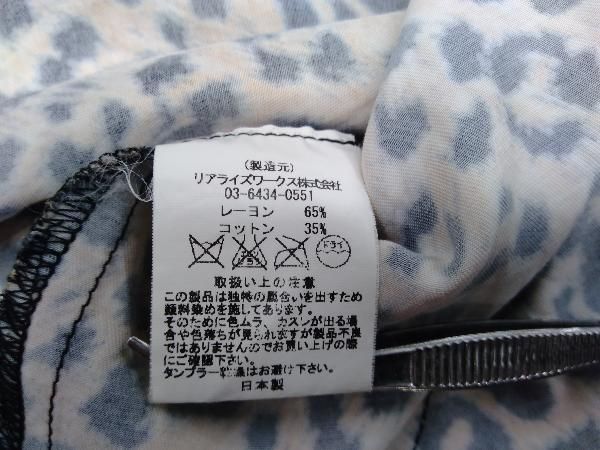 (製造元)
リアライズワークス株式会社
03-6434-0551
レーヨン 65%
コットン 35%
ドライ
取扱い上の注意
この製品は独特の風合いを出すため
顔料染めを施してあります。
そのために色ムラ、カスレが出る場
合や色落ちが見られますが製品不良
ではありませんのでお買い上げの際
にご確認下さい。
タンブラー乾燥はお避け下さい。
日本製